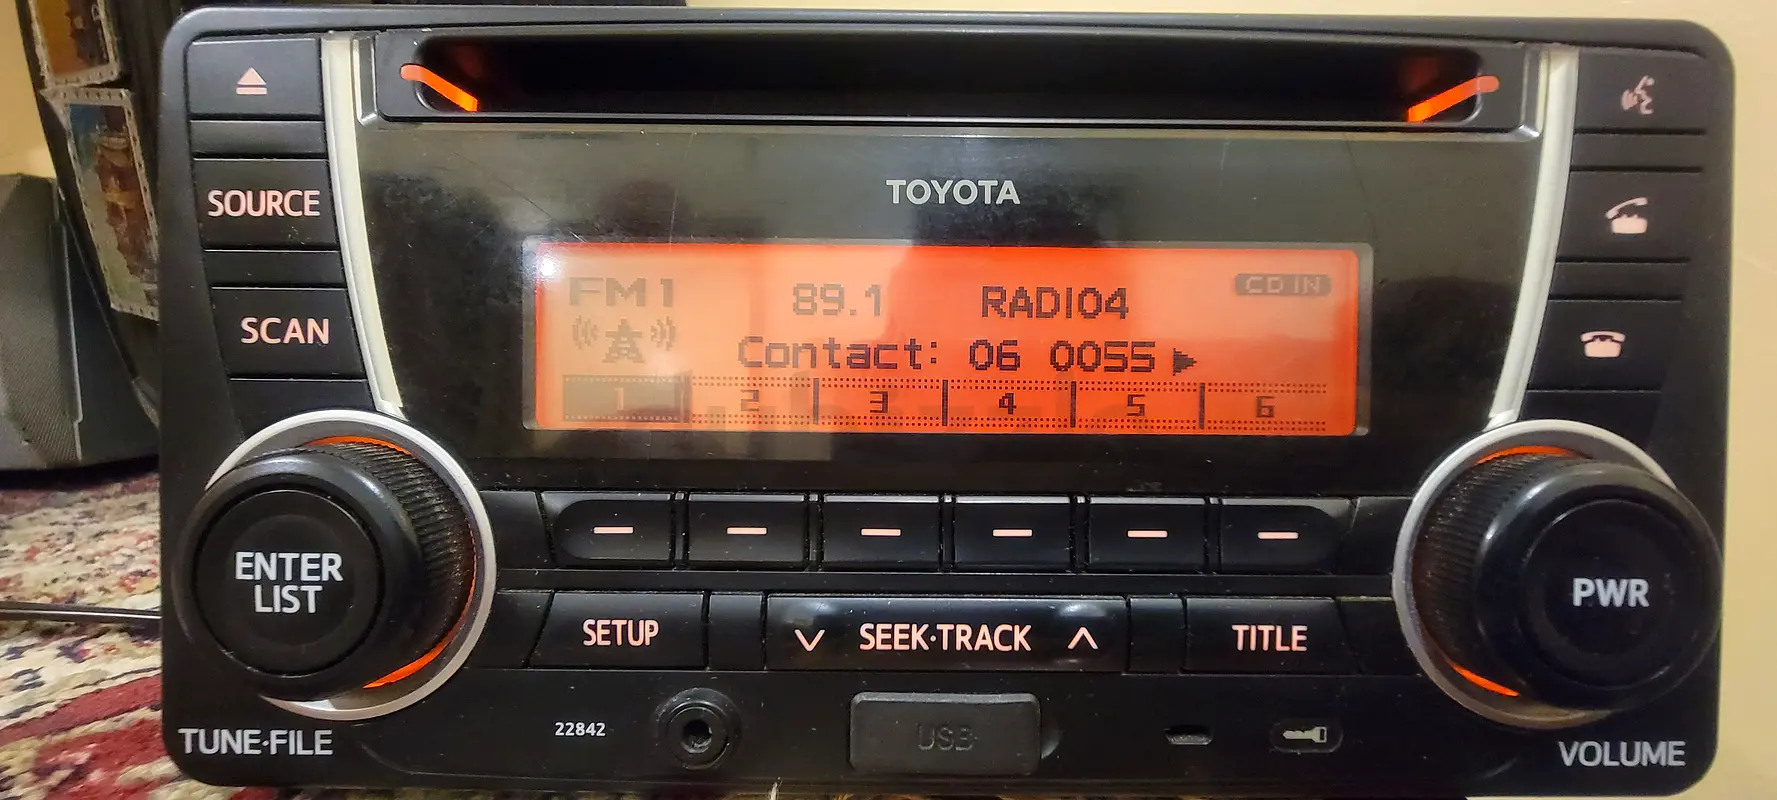 SOURCE
SCAN
TOYOTA
FM1 89.1 RADIO4 CD IN
Contact: 06 0055
1 2 3 4 5 6
ENTER
LIST
PWR
SETUP
SEEK·TRACK
TITLE
22842
USB
TUNE·FILE
VOLUME